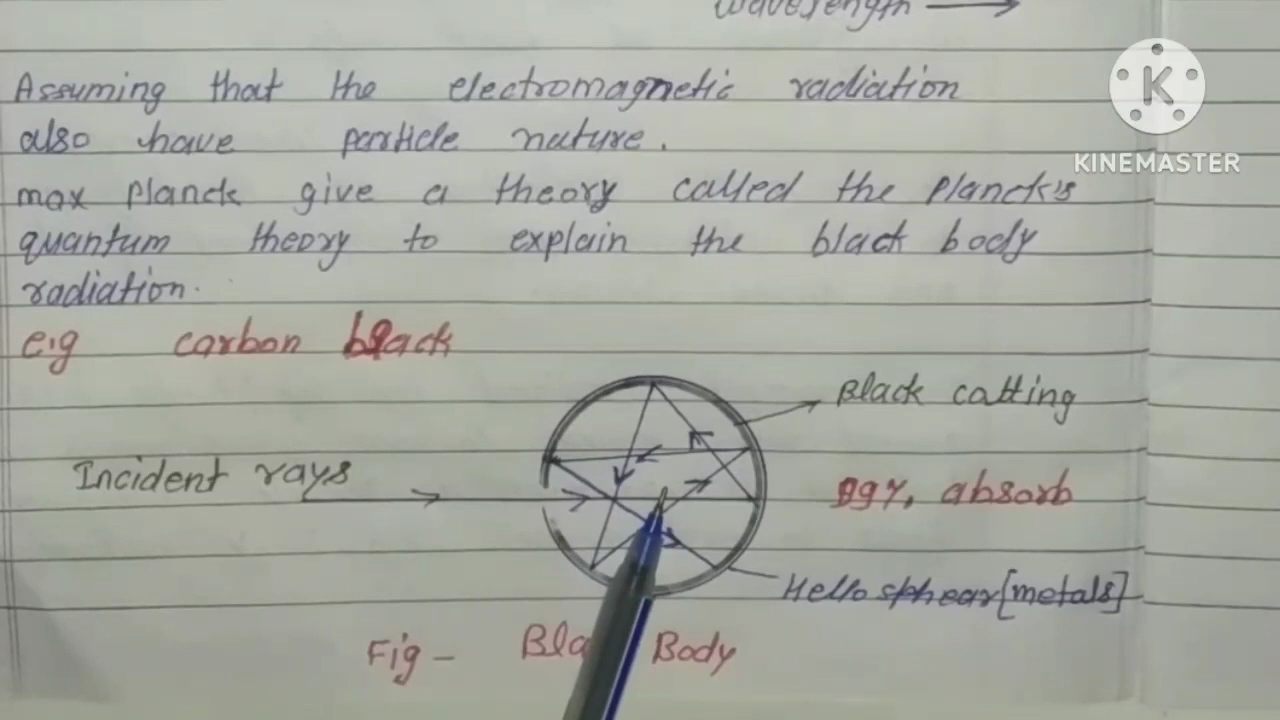 wavelength
Assuming that the electromagnetic radiation
also have particle nature.
max planck give a theory called the planck's
quantum theory to explain the black body
radiation.
e.g carbon black
Black catting
Incident rays
99%. absorb
Hello sphear [metals]
Fig - Body
K
KINEMASTER